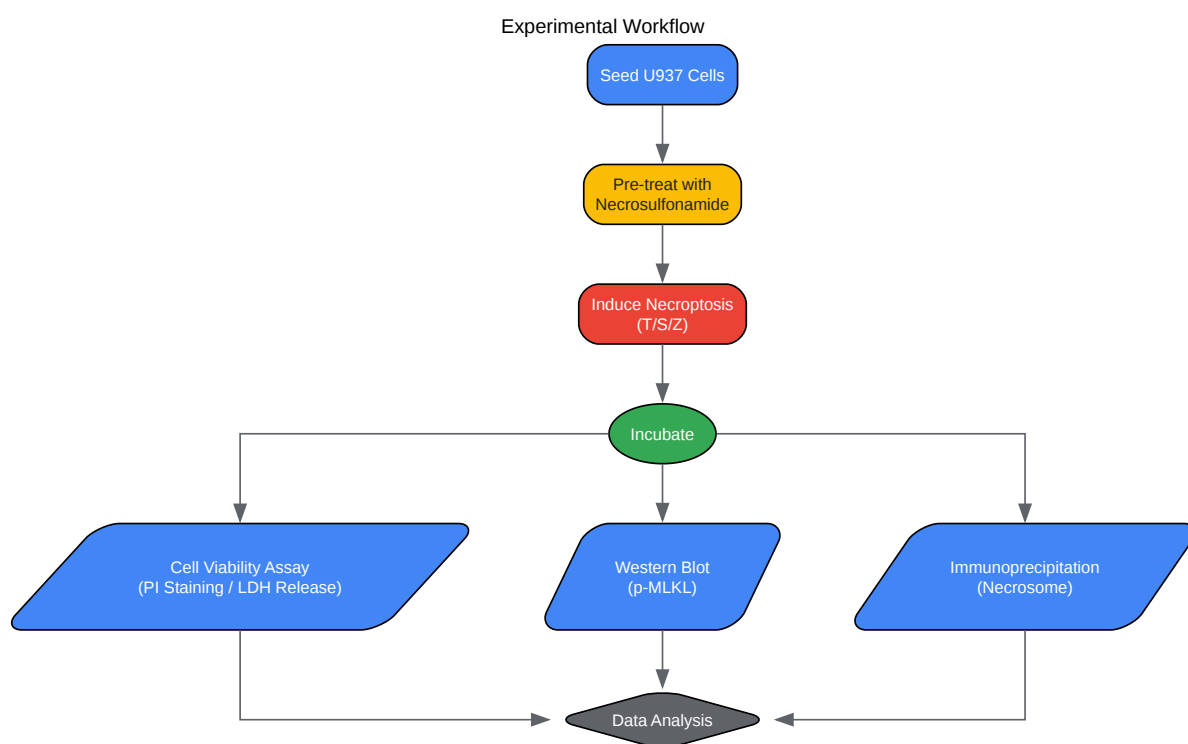 Experimental Workflow
Seed U937 Cells
Pre-treat with
Necrosulfonamide
Induce Necroptosis
(T/S/Z)
Incubate
Cell Viability Assay
(PI Staining / LDH Release)
Western Blot
(p-MLKL)
Immunoprecipitation
(Necrosome)
Data Analysis